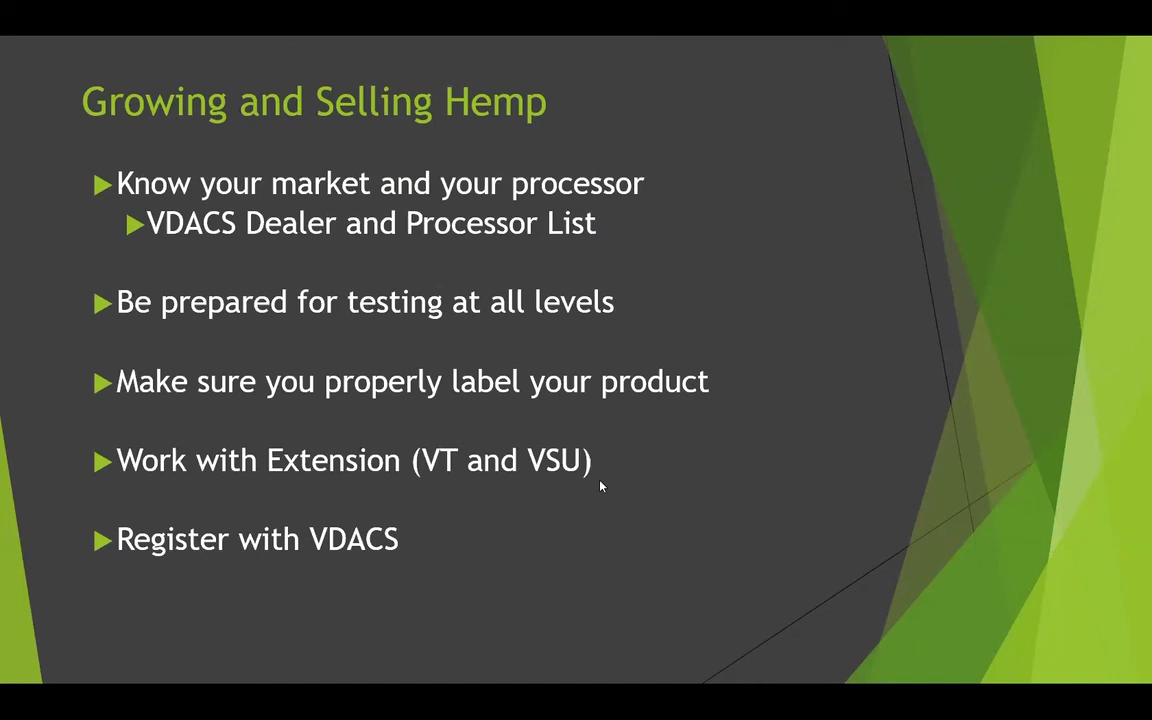 Growing and Selling Hemp
Know your market and your processor
VDACS Dealer and Processor List
Be prepared for testing at all levels
Make sure you properly label your product
Work with Extension (VT and VSU)
Register with VDACS